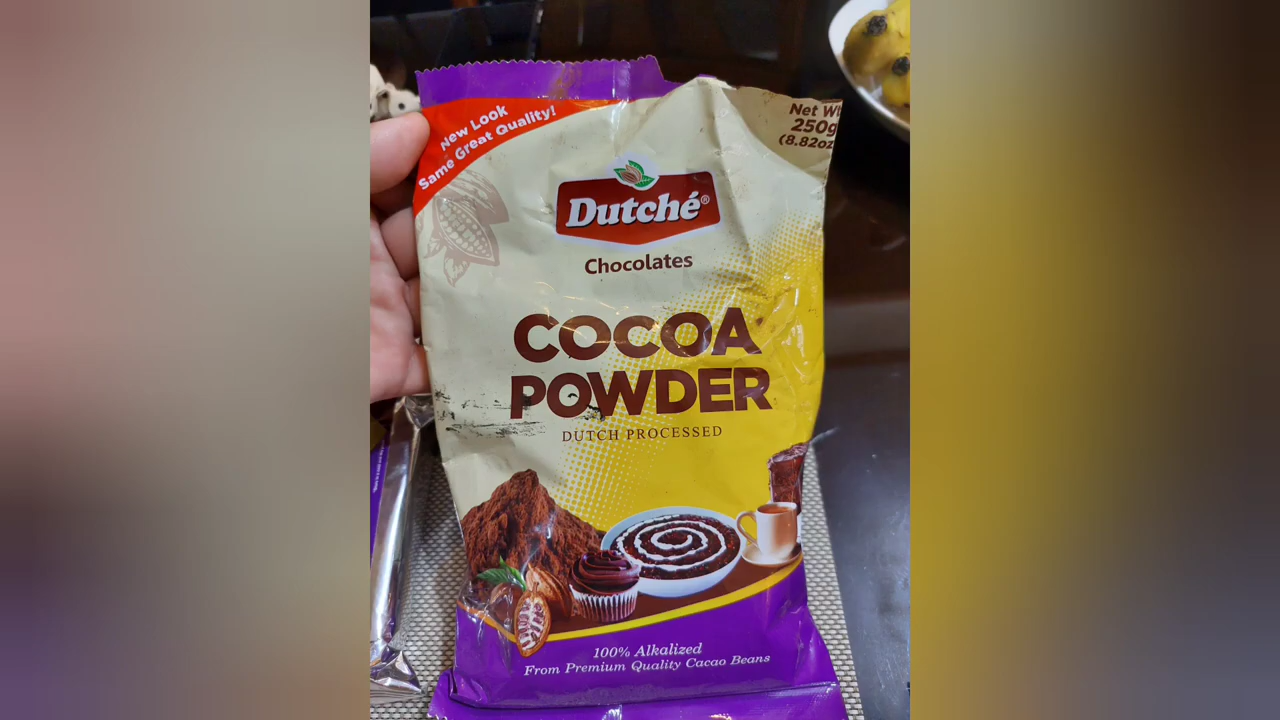 New Look
Same Great Quality!
Net Wt
250g
(8.82oz
Dutché®
Chocolates
COCOA
POWDER
DUTCH PROCESSED
100% Alkalized
From Premium Quality Cacao Beans